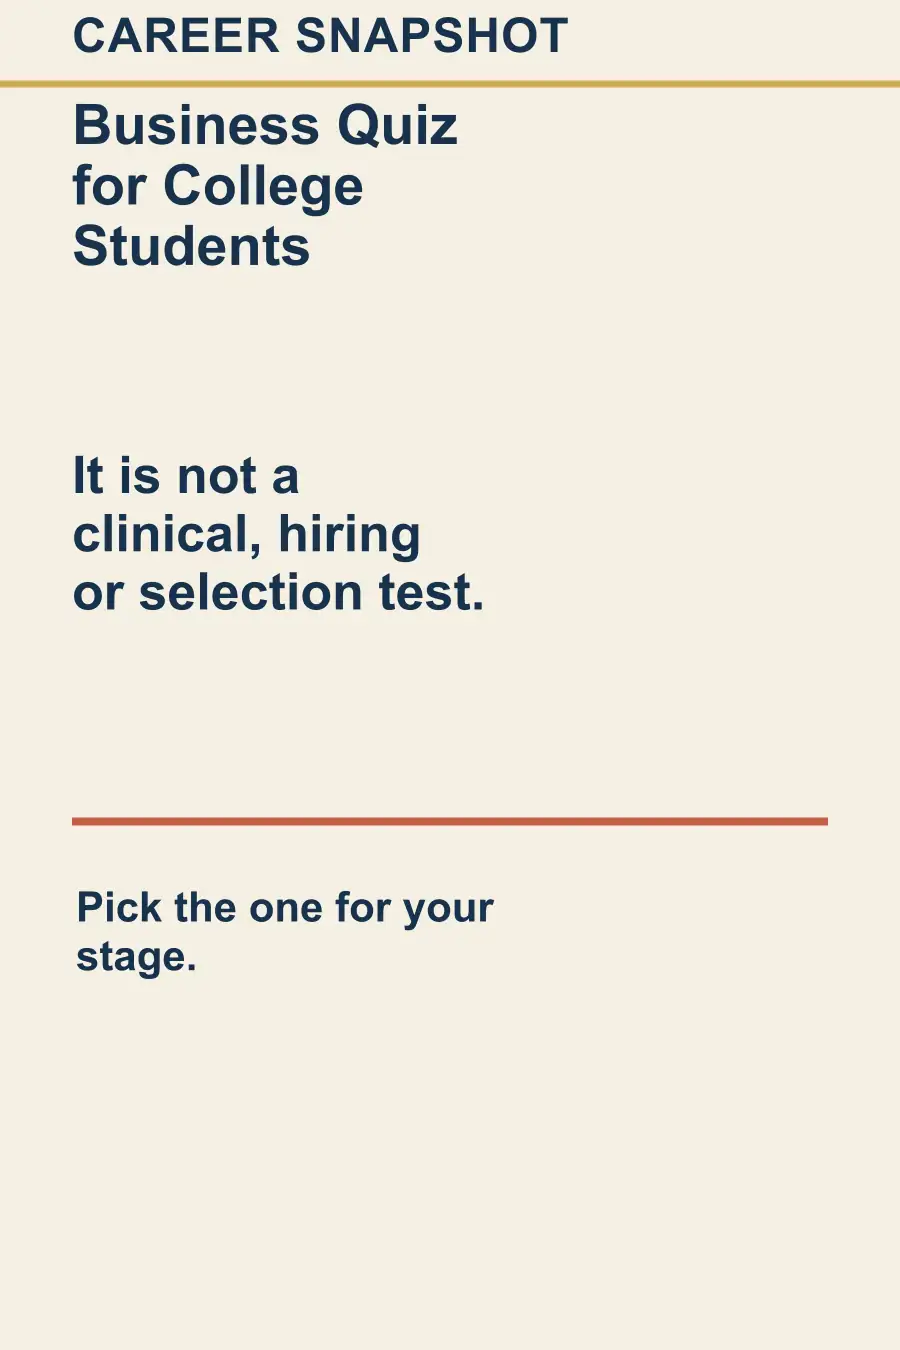 CAREER SNAPSHOT
Business Quiz
for College
Students
It is not a
clinical, hiring
or selection test.
Pick the one for your
stage.